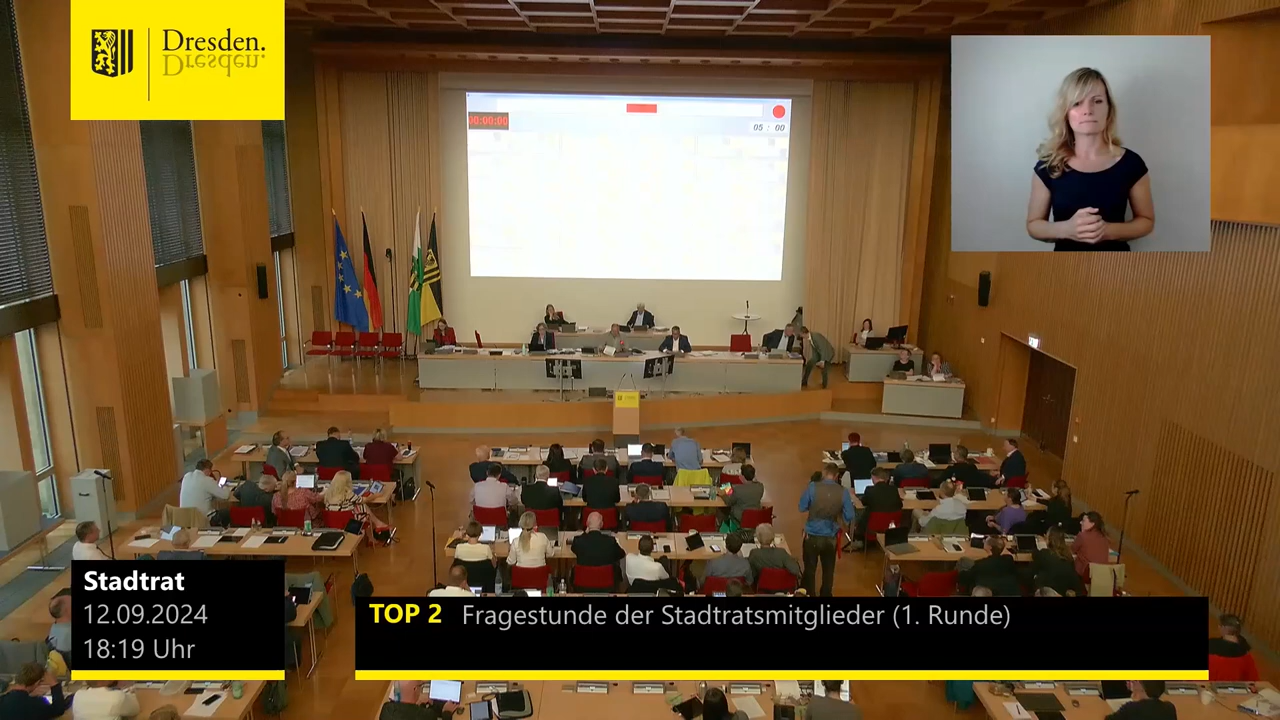 Dresden.
Dresden.
00:00:00
05 : 00
Stadtrat
12.09.2024
18:19 Uhr
TOP 2 Fragestunde der Stadtratsmitglieder (1. Runde)